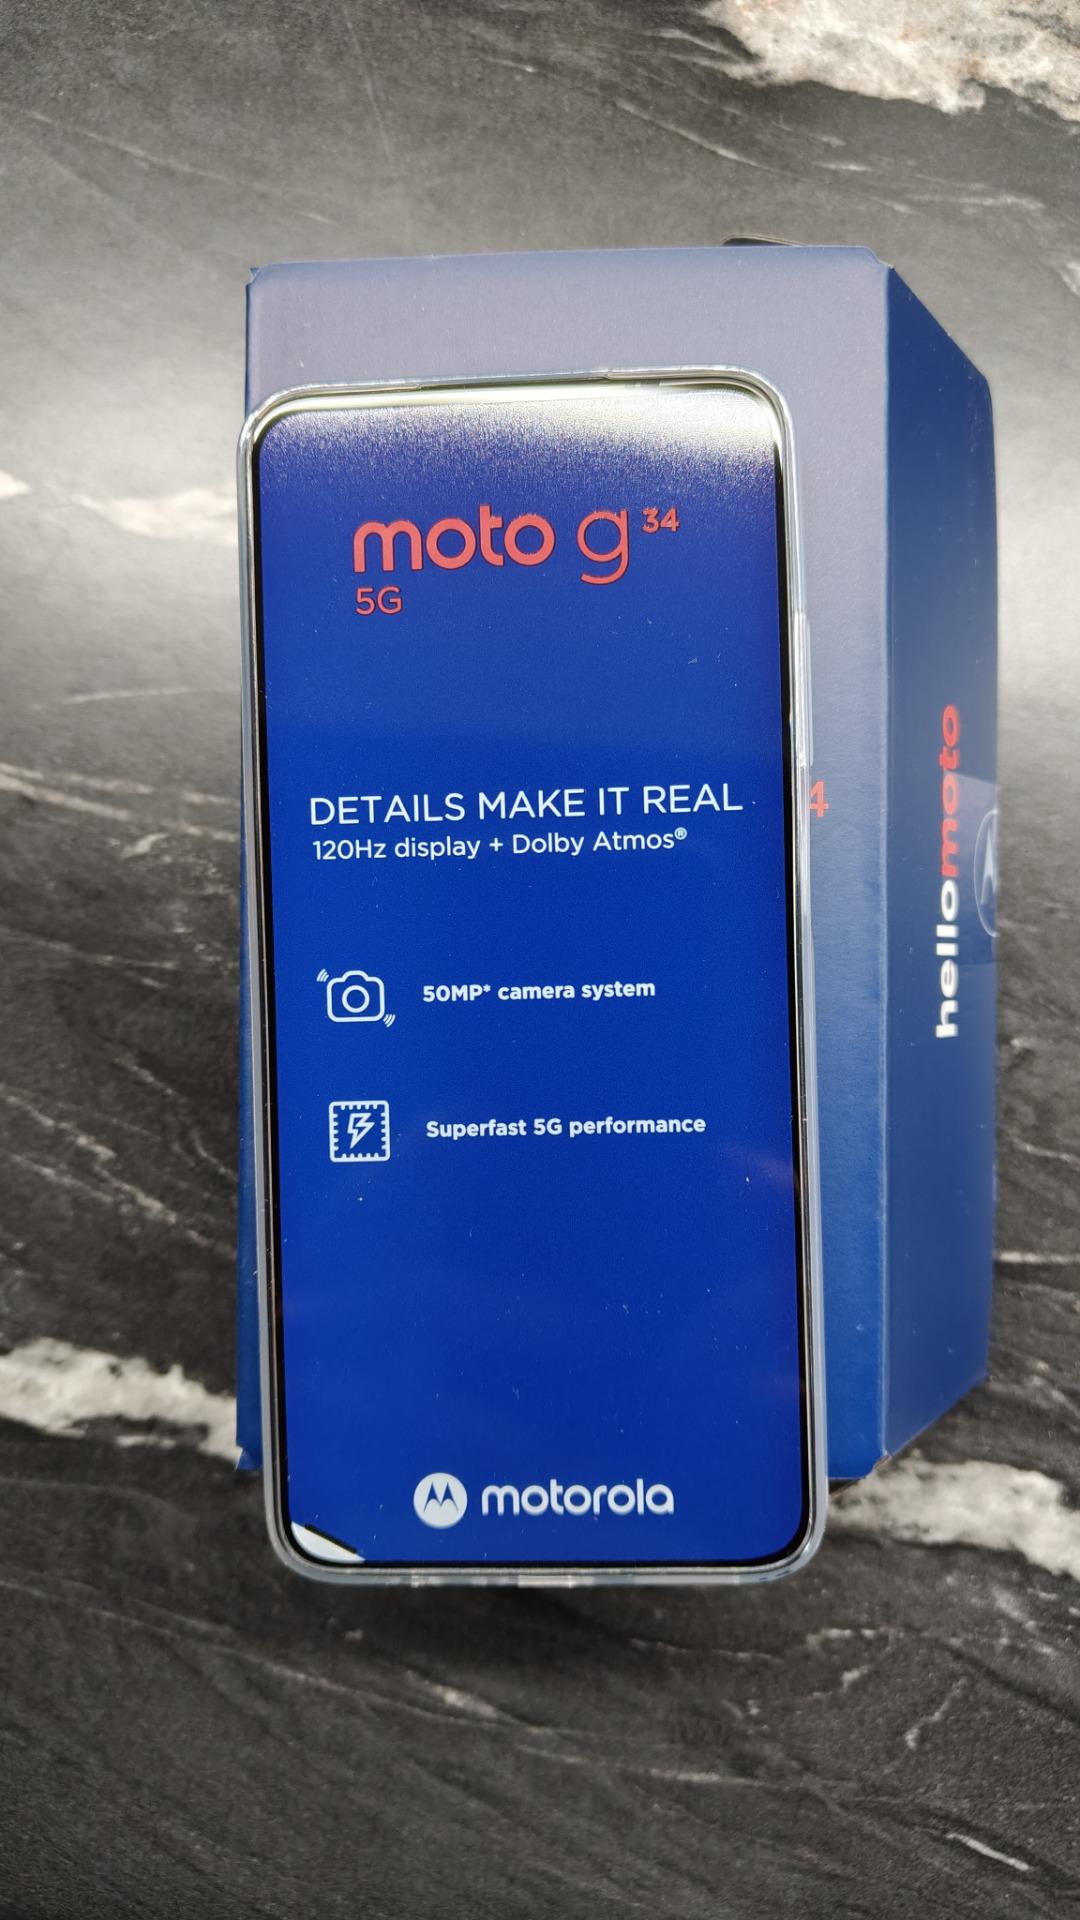 moto g 34
5G
DETAILS MAKE IT REAL
120Hz display + Dolby Atmos®
50MP* camera system
Superfast 5G performance
motorola
4
hellomoto